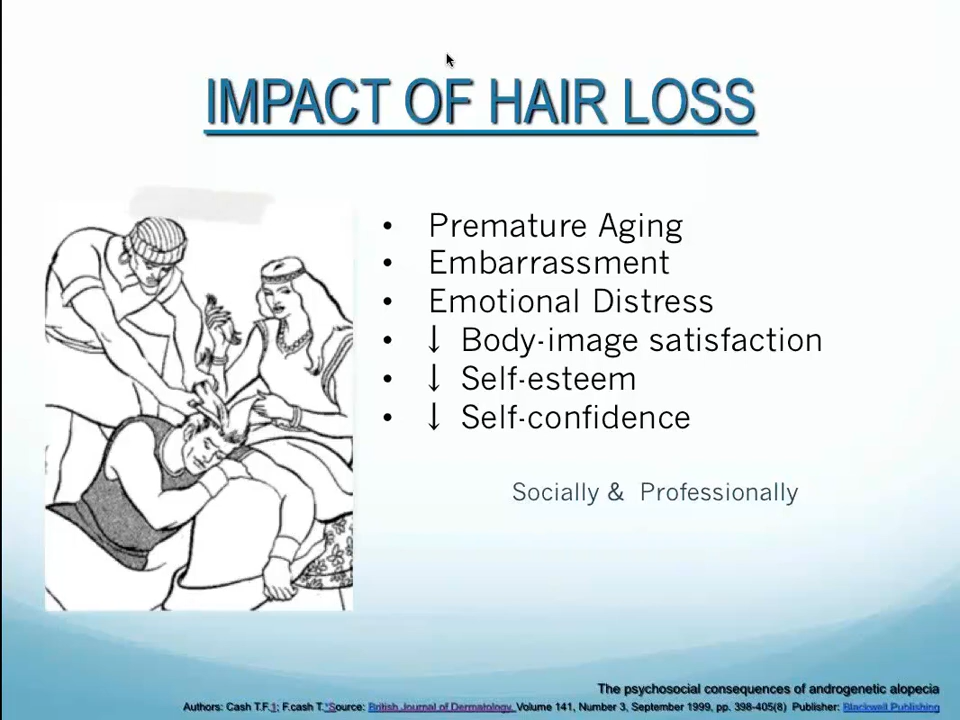 IMPACT OF HAIR LOSS
• Premature Aging
• Embarrassment
• Emotional Distress
• ↓ Body-image satisfaction
• ↓ Self-esteem
• ↓ Self-confidence
Socially & Professionally
The psychosocial consequences of androgenetic alopecia
Authors: Cash T.F.1; F.cash T.*Source: British Journal of Dermatology, Volume 141, Number 3, September 1999, pp. 398-405(8) Publisher: Blackwell Publishing